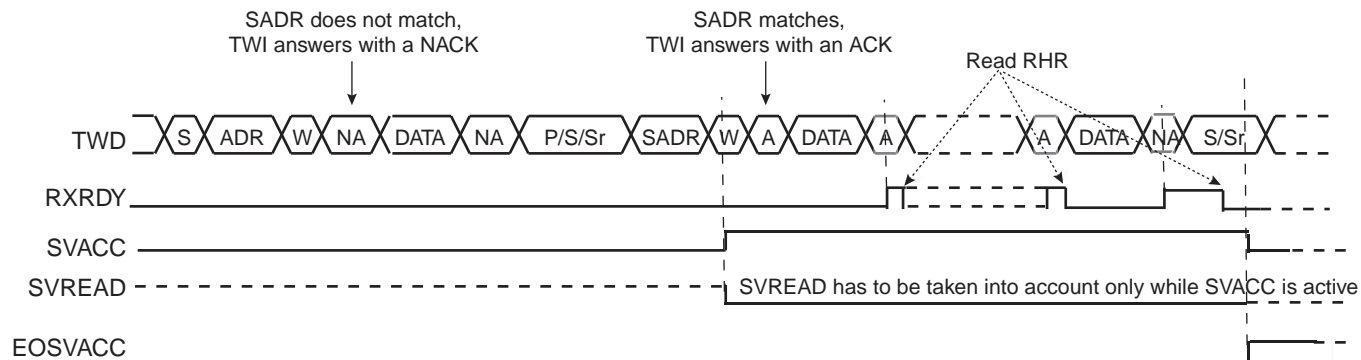 SADR does not match,
TWI answers with a NACK
SADR matches,
TWI answers with an ACK
Read RHR
TWD S ADR W NA DATA NA P/S/Sr SADR W A DATA A A DATA NA S/Sr
RXRDY
SVACC
SVREAD SVREAD has to be taken into account only while SVACC is active
EOSVACC